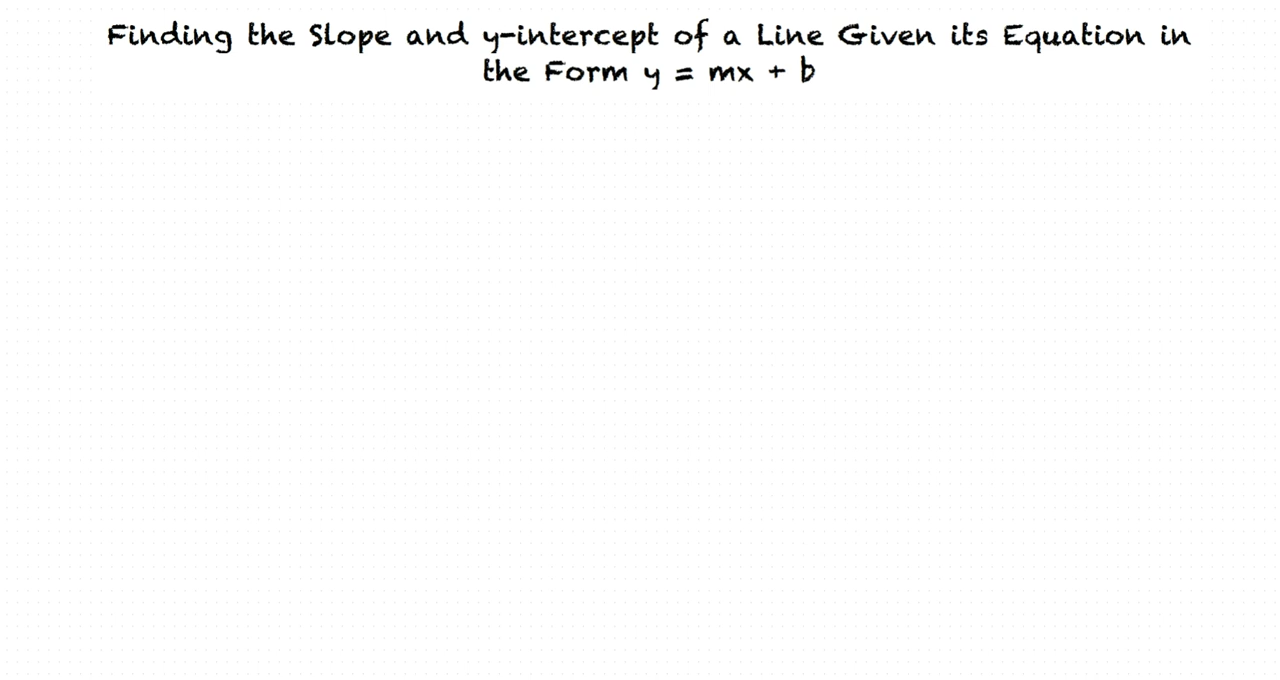 Finding the Slope and y-intercept of a Line Given its Equation in
the Form y = mx + b